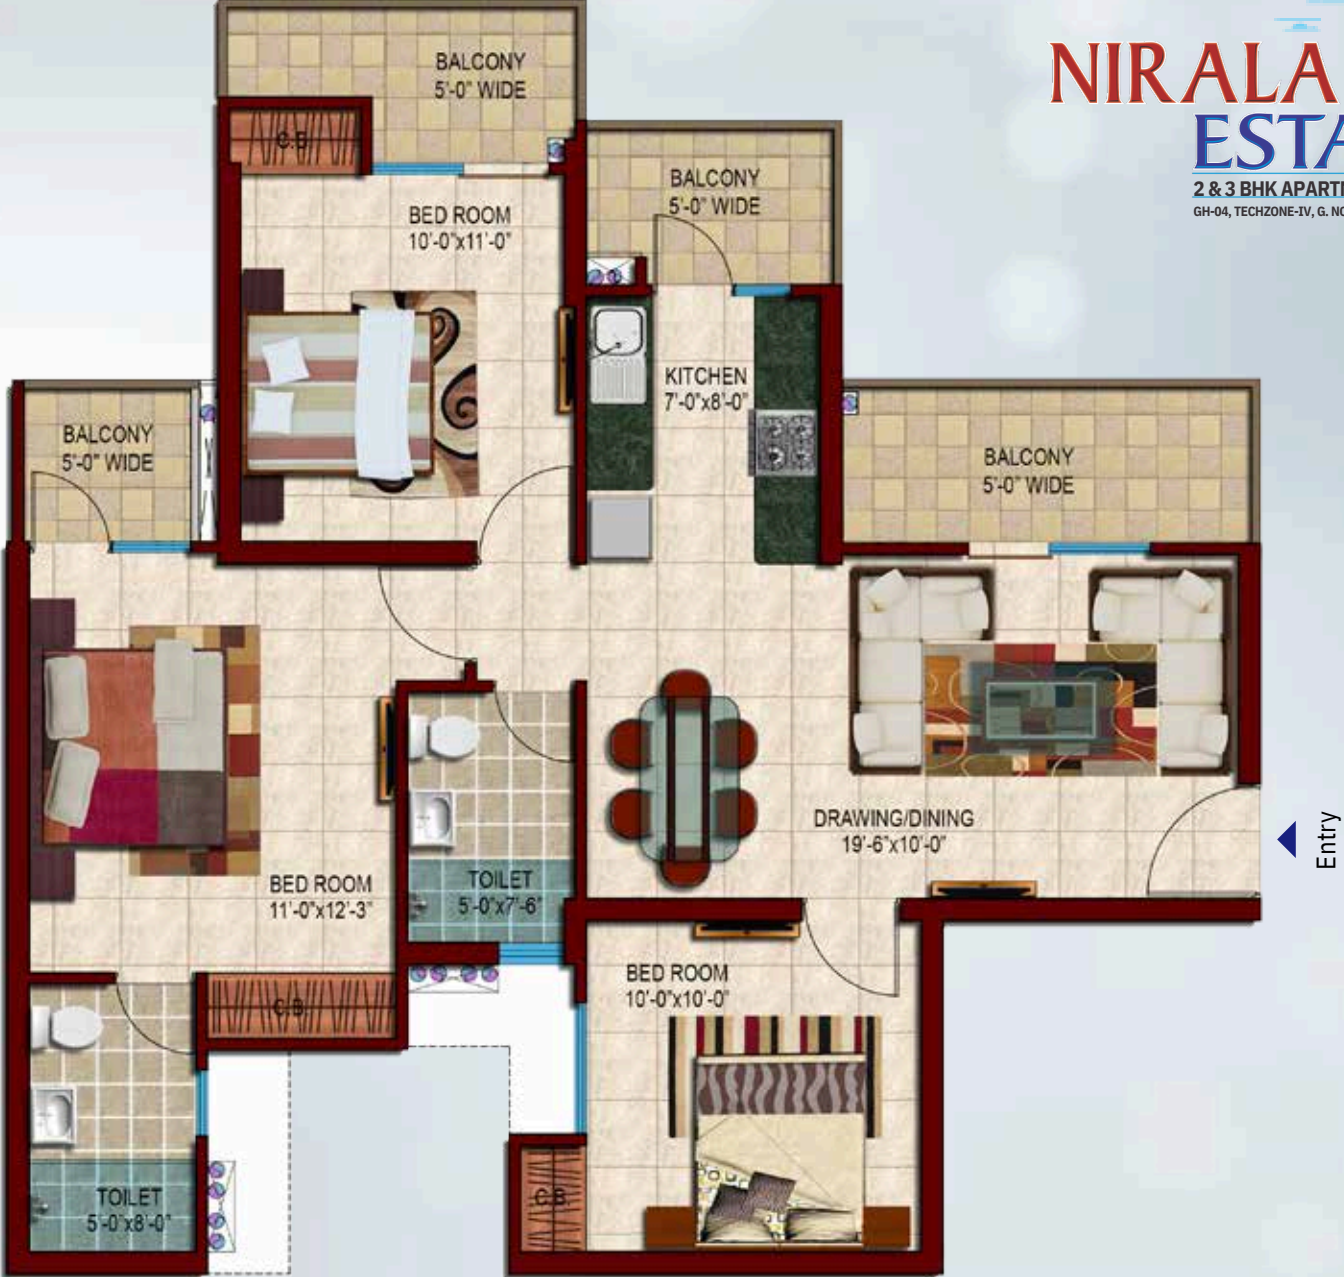 NIRALA
ESTA
2 & 3 BHK APARTI
GH-04, TECHZONE-IV, G. NO
BALCONY
5'-0" WIDE
C.B.
BED ROOM
10'-0"x11'-0"
BALCONY
5'-0" WIDE
KITCHEN
7'-0"x8'-0"
BALCONY
5'-0" WIDE
BALCONY
5'-0" WIDE
DRAWING/DINING
19'-6"x10'-0"
Entry
BED ROOM
11'-0"x12'-3"
TOILET
5'-0"x7'-6"
C.B.
BED ROOM
10'-0"x10'-0"
TOILET
5'-0"x8'-0"
C.B.